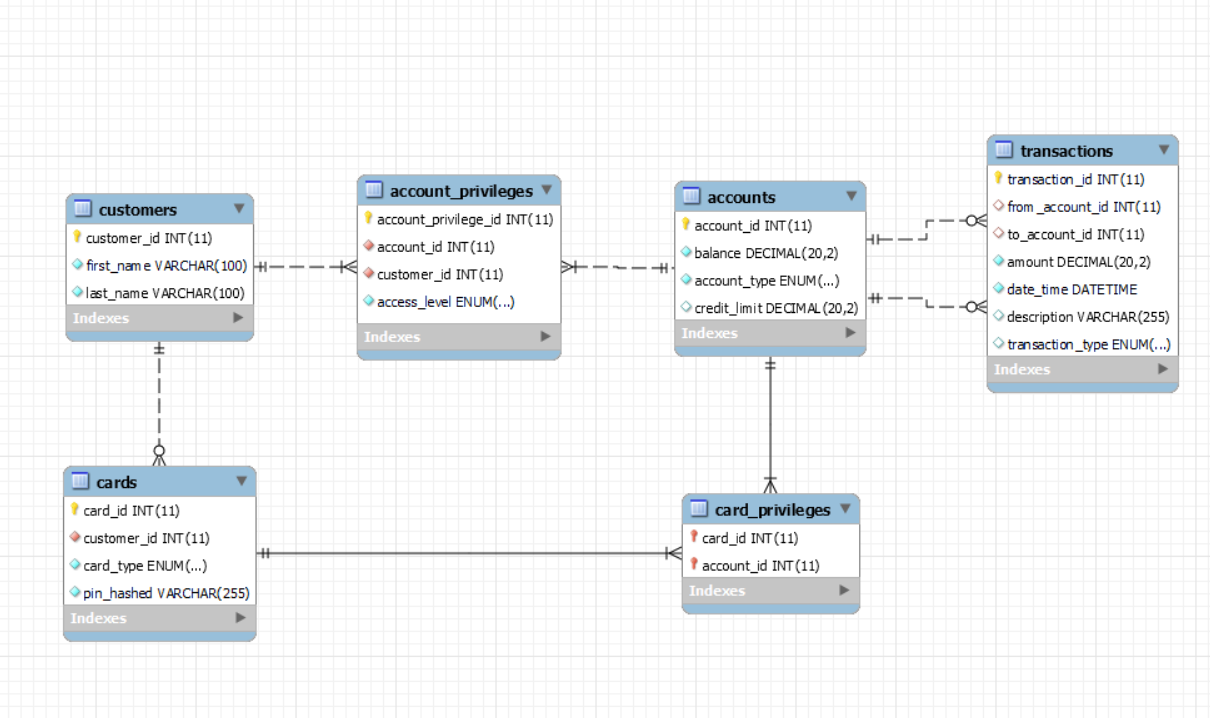 customers
customer_id INT(11)
first_name VARCHAR(100)
last_name VARCHAR(100)
Indexes
account_privileges
account_privilege_id INT(11)
account_id INT(11)
customer_id INT(11)
access_level ENUM(...)
Indexes
accounts
account_id INT(11)
balance DECIMAL(20,2)
account_type ENUM(...)
credit_limit DECIMAL(20,2)
Indexes
transactions
transaction_id INT(11)
from_account_id INT(11)
to_account_id INT(11)
amount DECIMAL(20,2)
date_time DATETIME
description VARCHAR(255)
transaction_type ENUM(...)
Indexes
cards
card_id INT(11)
customer_id INT(11)
card_type ENUM(...)
pin_hashed VARCHAR(255)
Indexes
card_privileges
card_id INT(11)
account_id INT(11)
Indexes